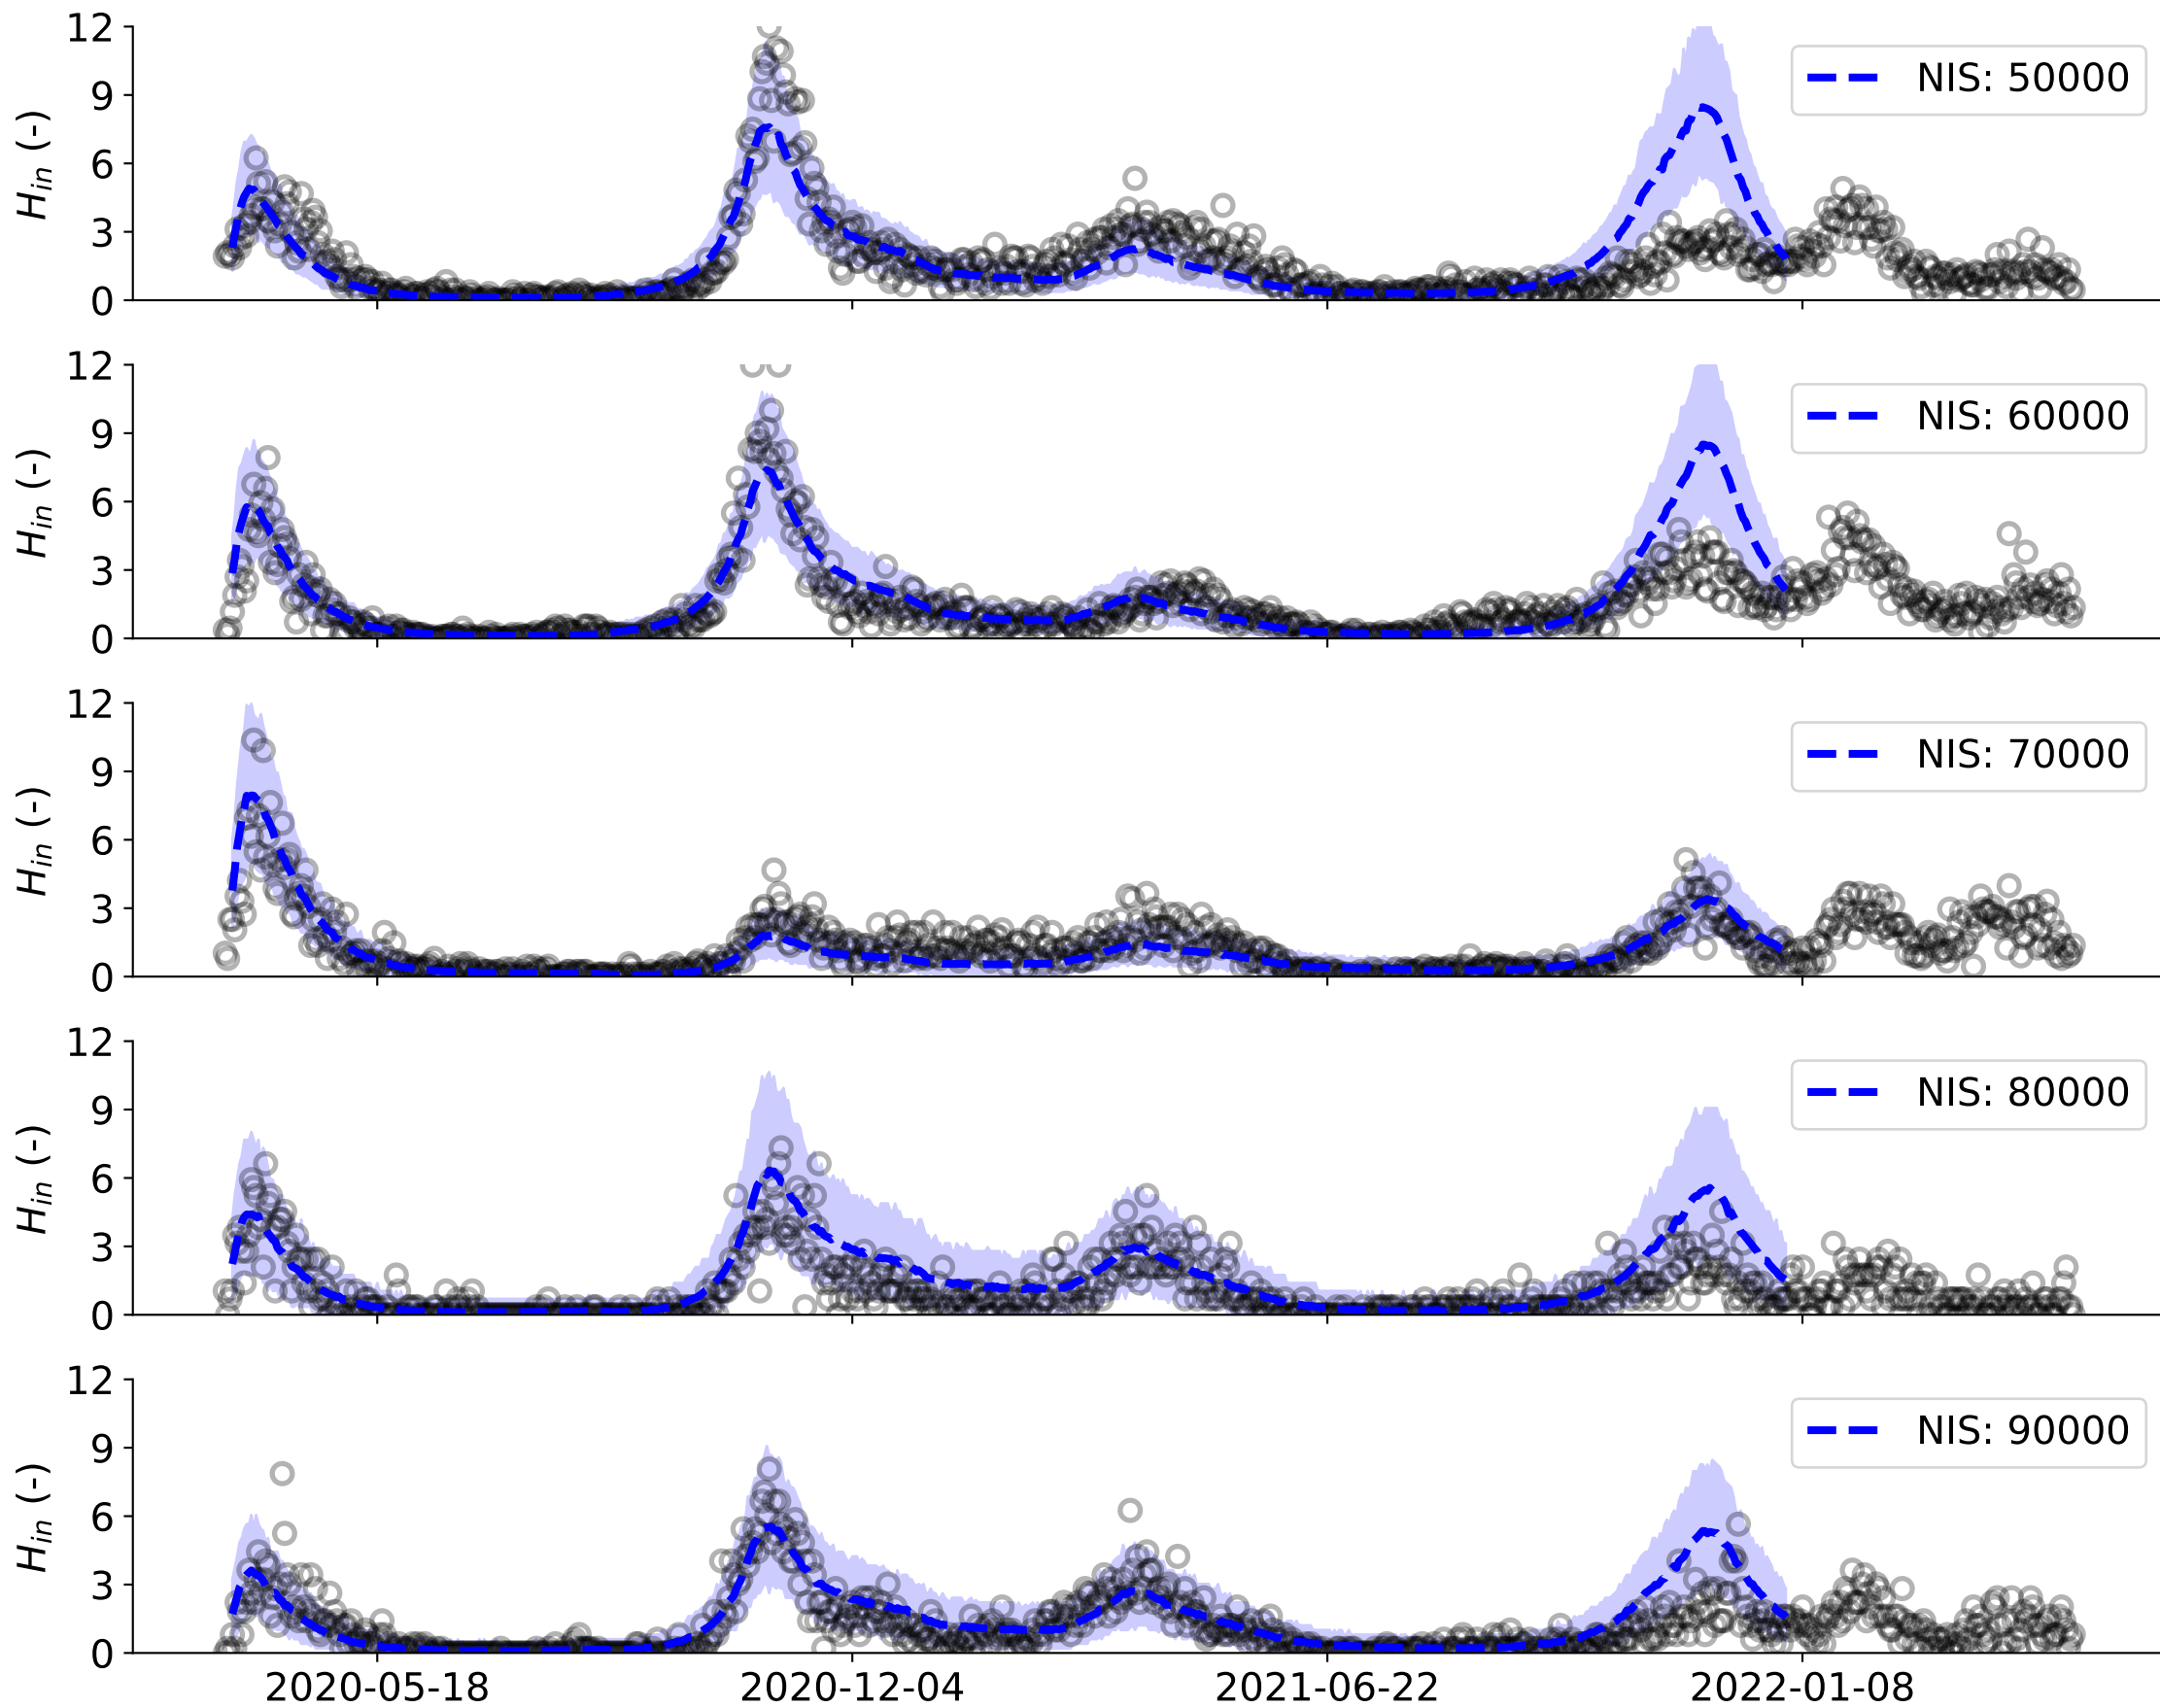 12
9
6
3
0
H_in (-)
NIS: 50000
12
9
6
3
0
H_in (-)
NIS: 60000
12
9
6
3
0
H_in (-)
NIS: 70000
12
9
6
3
0
H_in (-)
NIS: 80000
12
9
6
3
0
H_in (-)
NIS: 90000
2020-05-18 2020-12-04 2021-06-22 2022-01-08